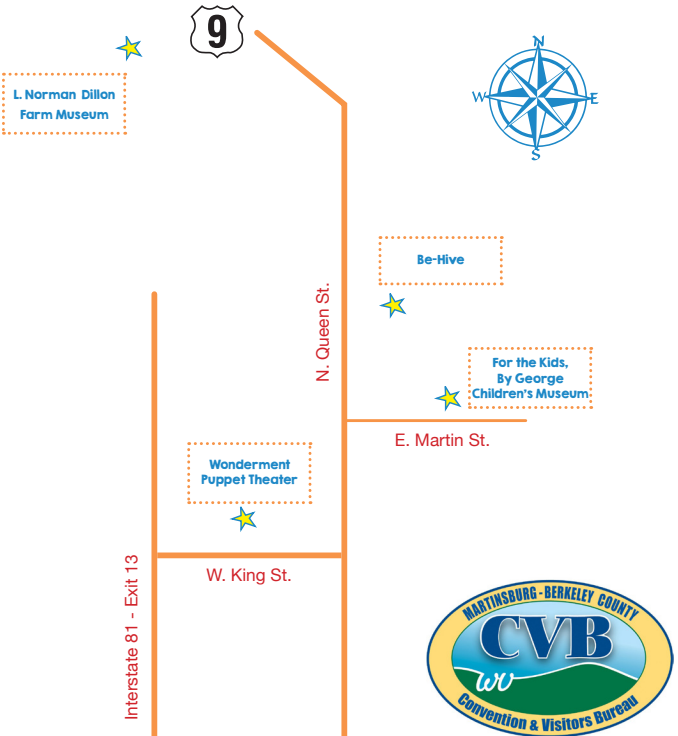 9
L. Norman Dillon
Farm Museum
N
W
E
S
Be-Hive
N. Queen St.
For the Kids,
By George
Children's Museum
E. Martin St.
Wonderment
Puppet Theater
W. King St.
Interstate 81 - Exit 13
MARTINSBURG - BERKELEY COUNTY
CVB
WV
Convention & Visitors Bureau